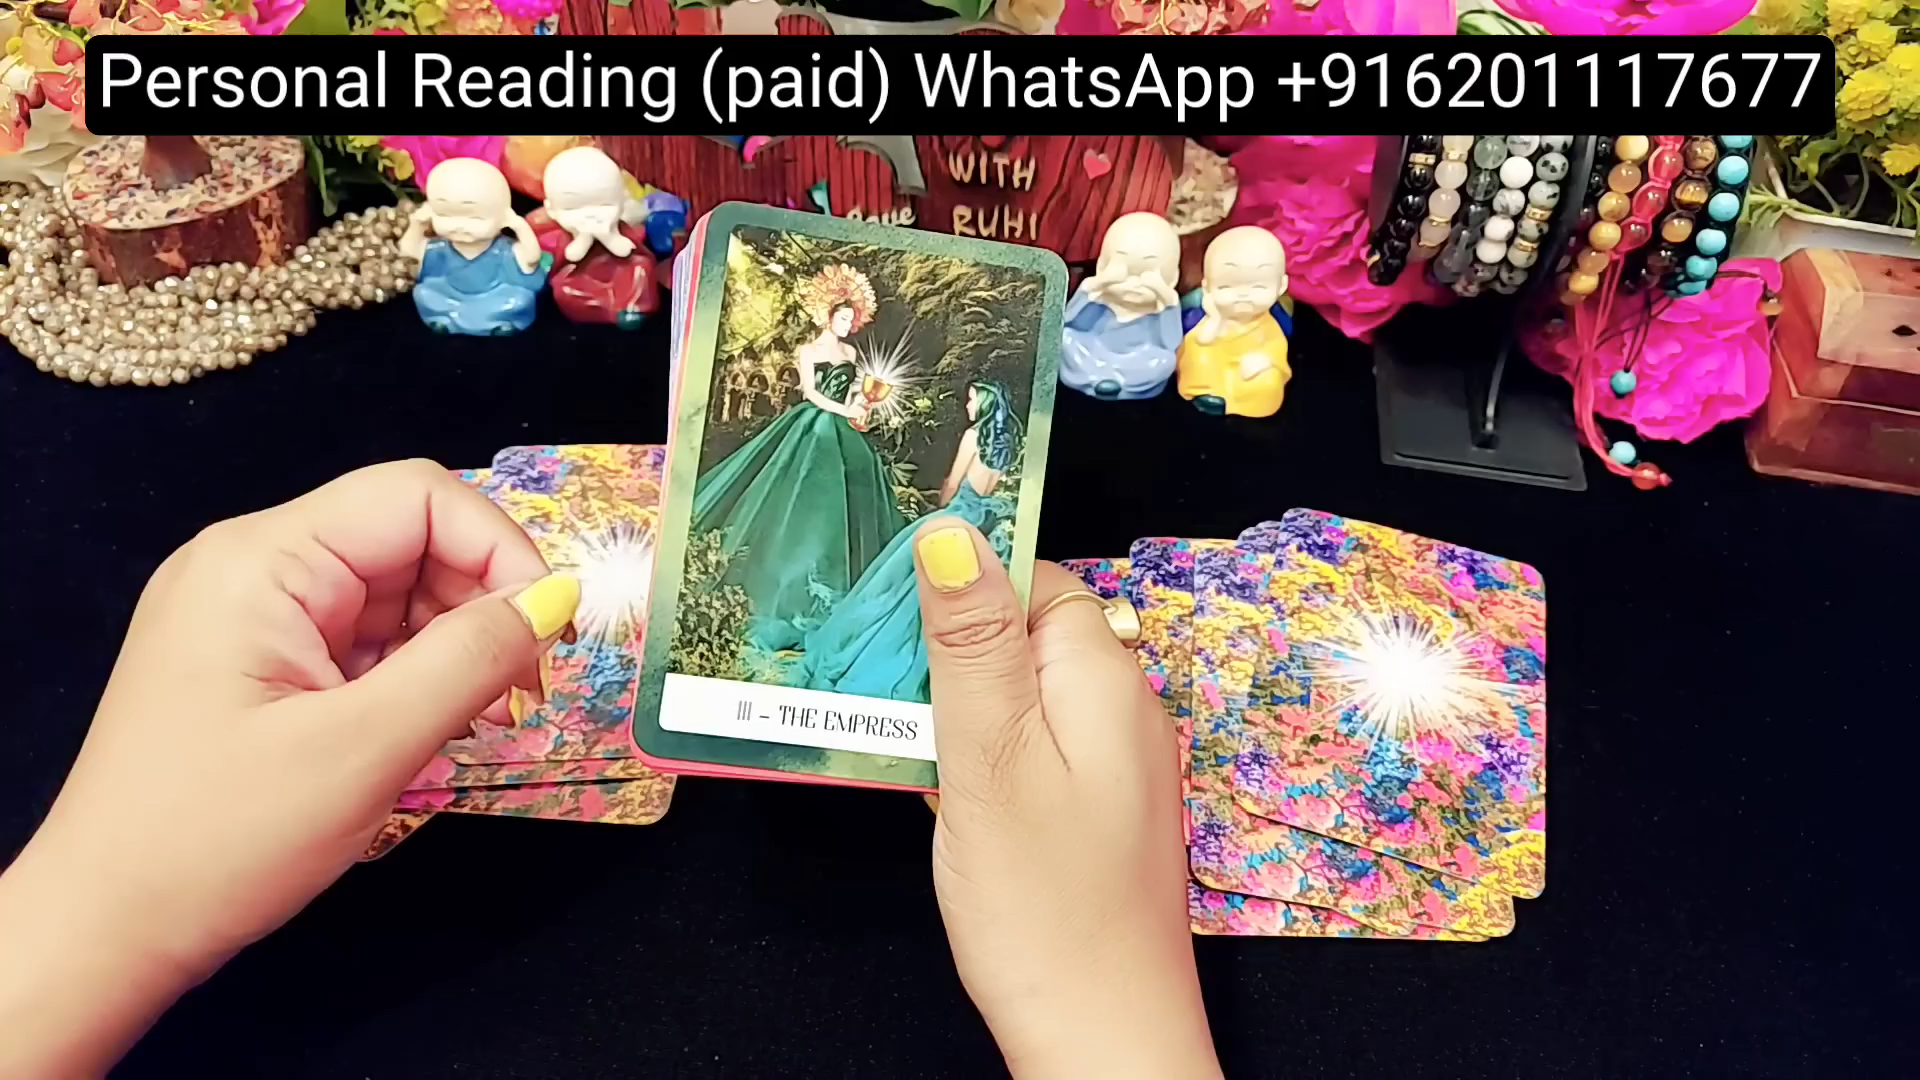 Personal Reading (paid) WhatsApp +916201117677
WITH
RUHI
III – THE EMPRESS